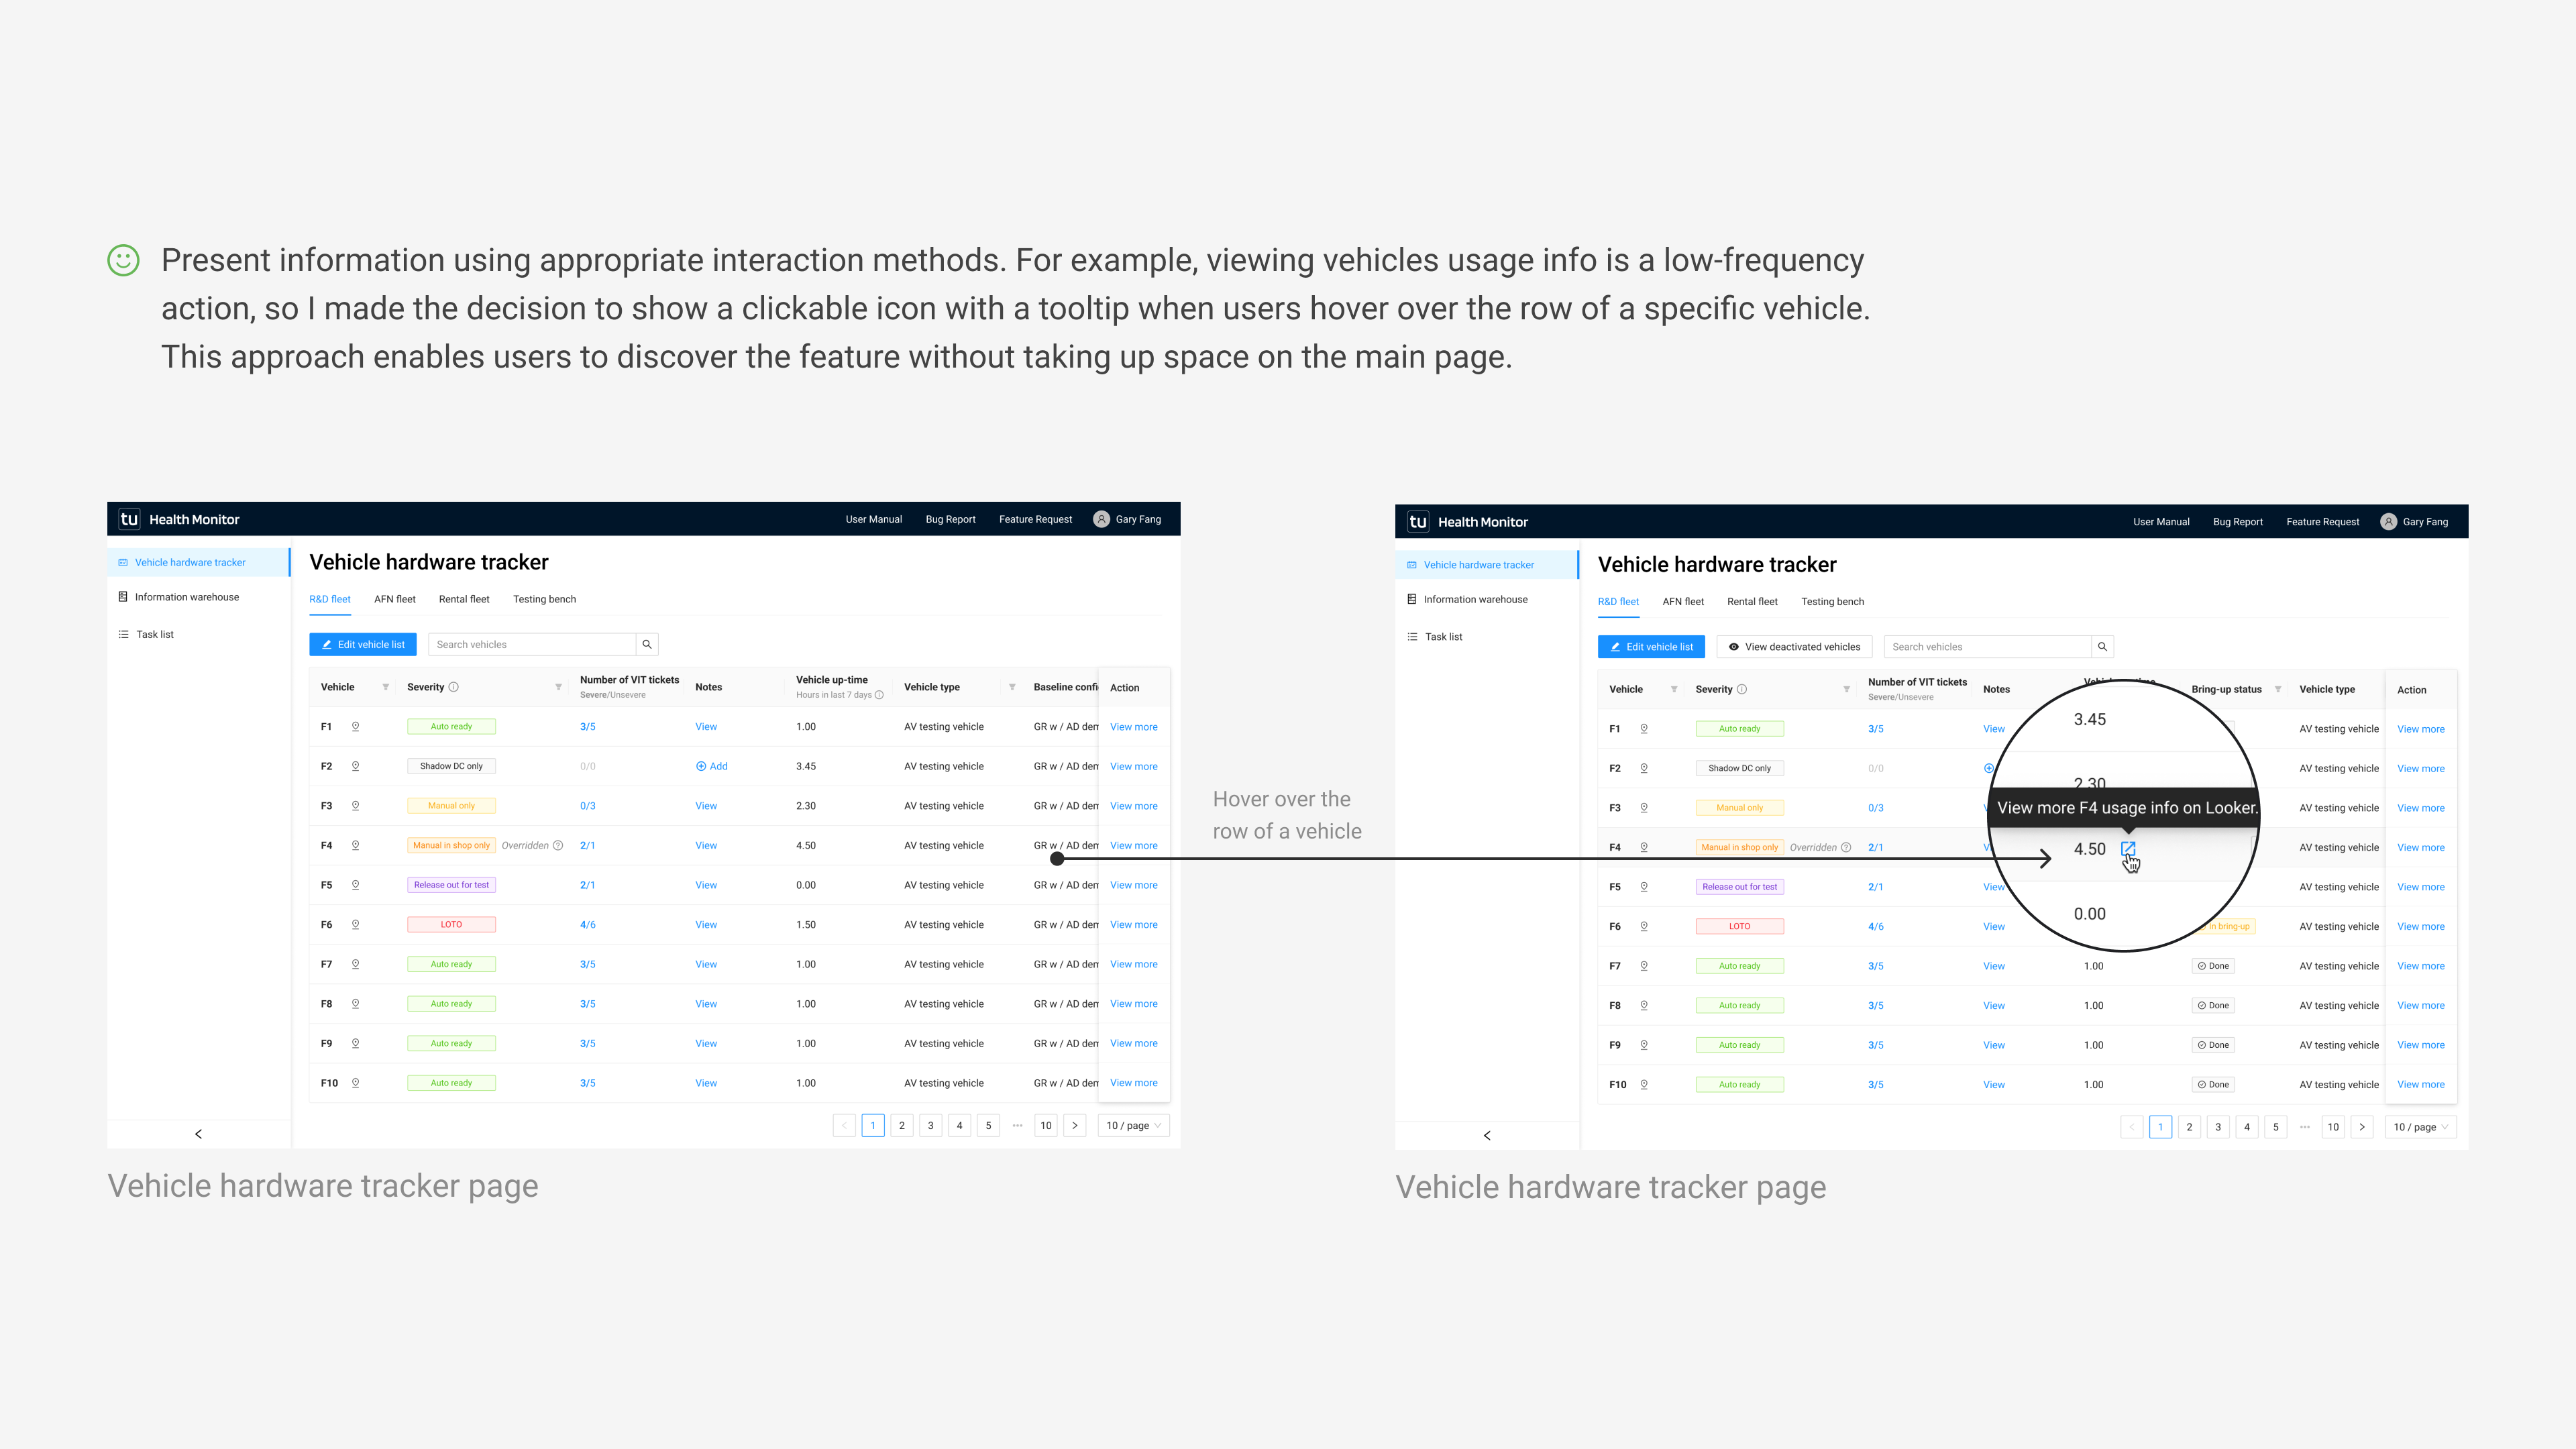 Present information using appropriate interaction methods. For example, viewing vehicles usage info is a low-frequency
action, so I made the decision to show a clickable icon with a tooltip when users hover over the row of a specific vehicle.
This approach enables users to discover the feature without taking up space on the main page.
tu Health Monitor User Manual Bug Report Feature Request Gary Fang
Vehicle hardware tracker
Information warehouse
Task list
Vehicle hardware tracker
R&D fleet AFN fleet Rental fleet Testing bench
Edit vehicle list Search vehicles
Vehicle Severity Number of VIT tickets Severe/Unsevere Notes Vehicle up-time Hours in last 7 days Vehicle type Baseline confi Action
F1 Auto ready 3/5 View 1.00 AV testing vehicle GR w / AD dem View more
F2 Shadow DC only 0/0 Add 3.45 AV testing vehicle GR w / AD dem View more
F3 Manual only 0/3 View 2.30 AV testing vehicle GR w / AD dem View more
F4 Manual in shop only Overridden 2/1 View 4.50 AV testing vehicle GR w / AD dem View more
F5 Release out for test 2/1 View 0.00 AV testing vehicle GR w / AD dem View more
F6 LOTO 4/6 View 1.50 AV testing vehicle GR w / AD dem View more
F7 Auto ready 3/5 View 1.00 AV testing vehicle GR w / AD dem View more
F8 Auto ready 3/5 View 1.00 AV testing vehicle GR w / AD dem View more
F9 Auto ready 3/5 View 1.00 AV testing vehicle GR w / AD dem View more
F10 Auto ready 3/5 View 1.00 AV testing vehicle GR w / AD dem View more
< 1 2 3 4 5 ••• 10 > 10 / page
Vehicle hardware tracker page
Hover over the
row of a vehicle
tu Health Monitor User Manual Bug Report Feature Request Gary Fang
Vehicle hardware tracker
Information warehouse
Task list
Vehicle hardware tracker
R&D fleet AFN fleet Rental fleet Testing bench
Edit vehicle list View deactivated vehicles Search vehicles
Vehicle Severity Number of VIT tickets Severe/Unsevere Notes Bring-up status Vehicle type Action
F1 Auto ready 3/5 View AV testing vehicle View more
F2 Shadow DC only 0/0 AV testing vehicle View more
F3 Manual only 0/3 AV testing vehicle View more
F4 Manual in shop only Overridden 2/1 AV testing vehicle View more
F5 Release out for test 2/1 View AV testing vehicle View more
F6 LOTO 4/6 View in bring-up AV testing vehicle View more
F7 Auto ready 3/5 View 1.00 Done AV testing vehicle View more
F8 Auto ready 3/5 View 1.00 Done AV testing vehicle View more
F9 Auto ready 3/5 View 1.00 Done AV testing vehicle View more
F10 Auto ready 3/5 View 1.00 Done AV testing vehicle View more
3.45
2.30
View more F4 usage info on Looker.
4.50
0.00
< 1 2 3 4 5 ••• 10 > 10 / page
Vehicle hardware tracker page